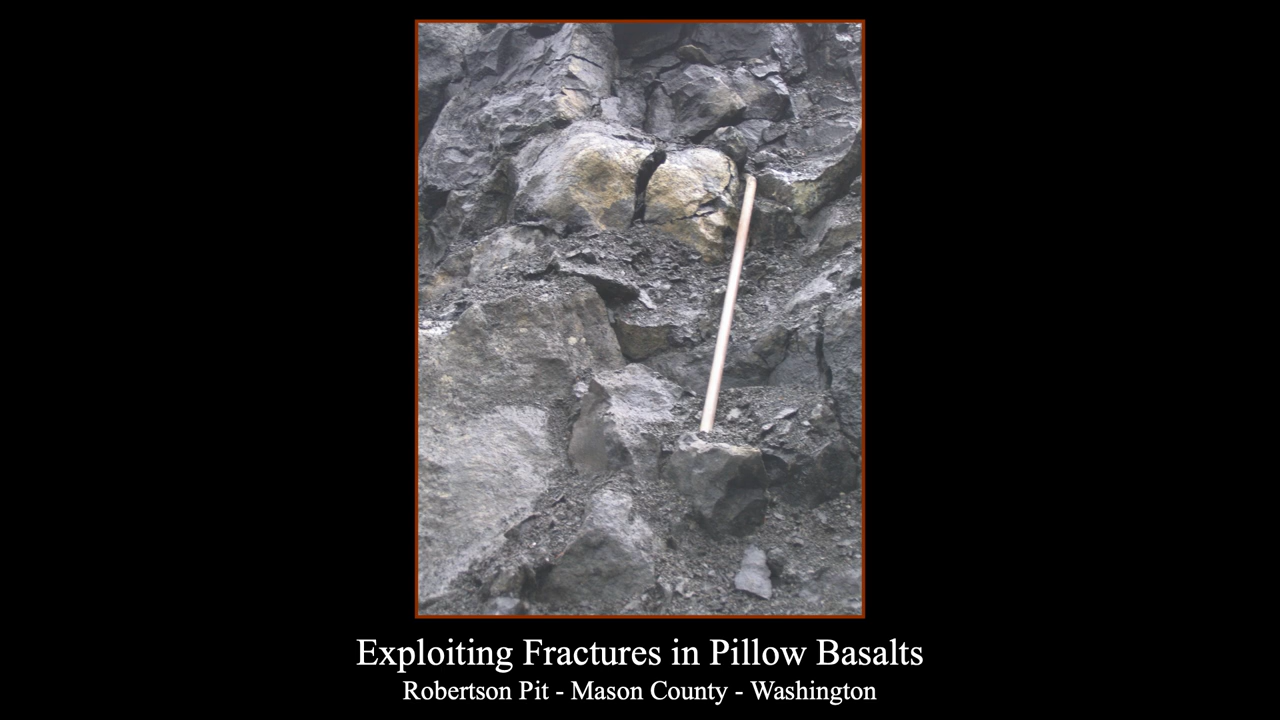 Exploiting Fractures in Pillow Basalts
Robertson Pit - Mason County - Washington